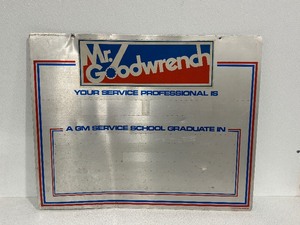 Mr.
Goodwrench
YOUR SERVICE PROFESSIONAL IS
A GM SERVICE SCHOOL GRADUATE IN